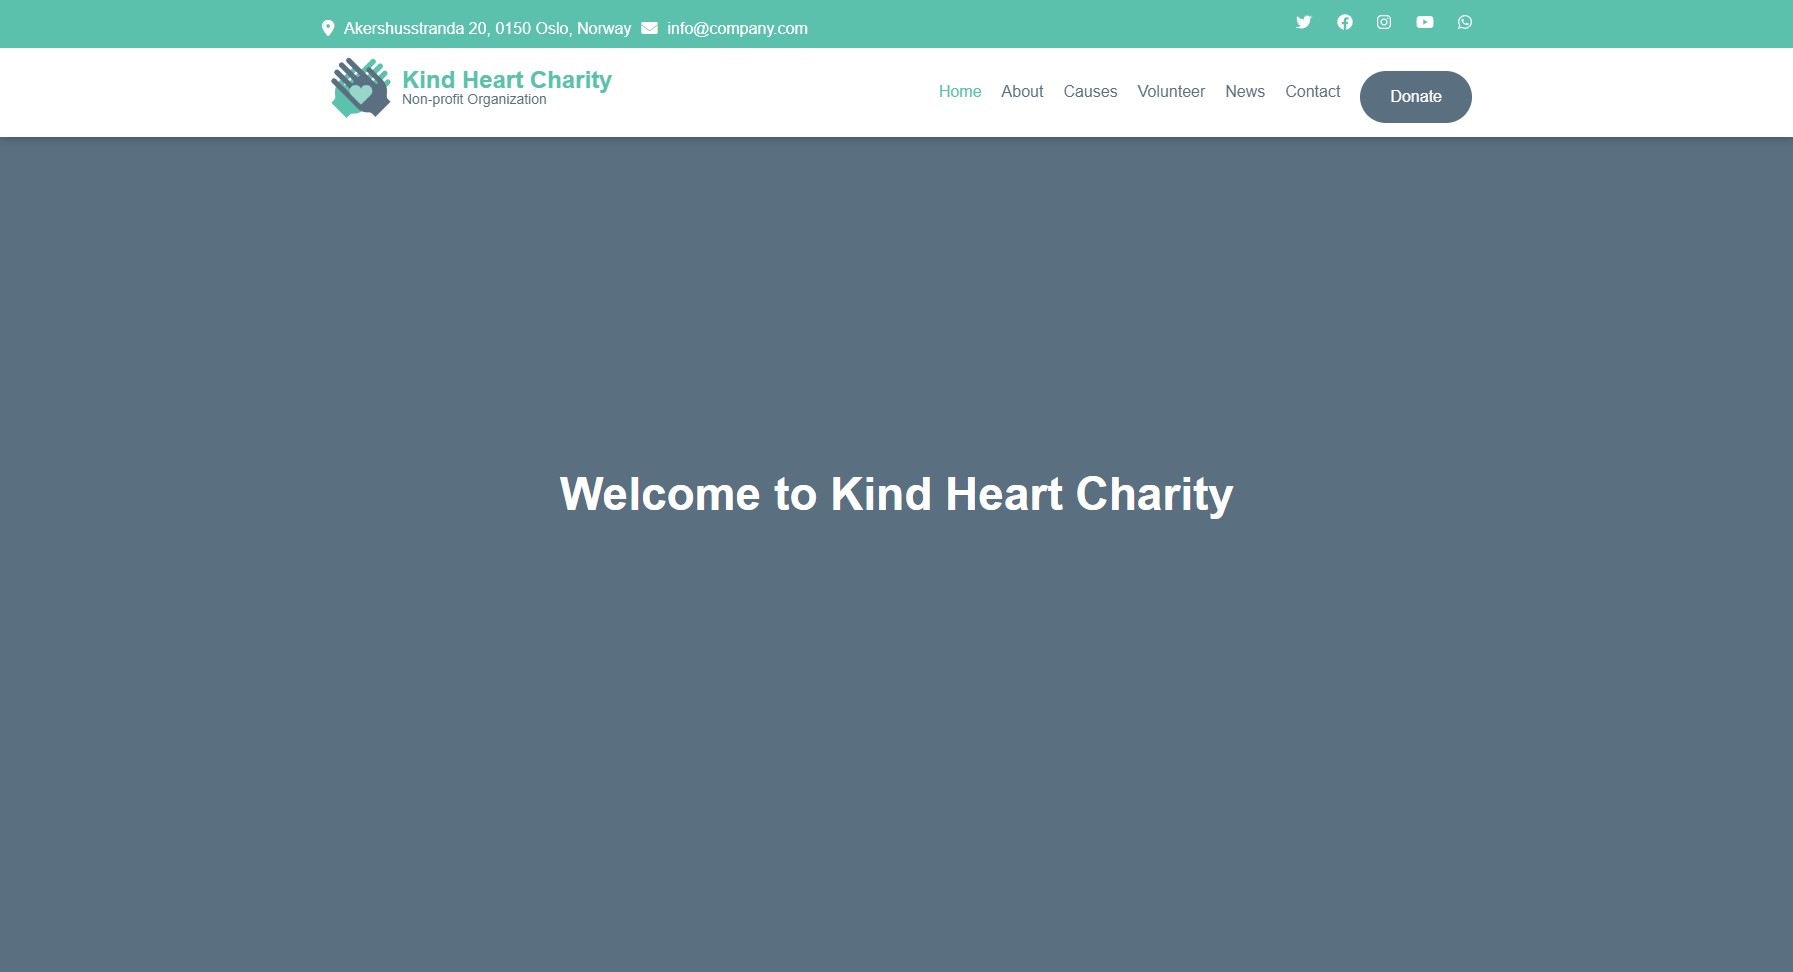 Akershusstranda 20, 0150 Oslo, Norway info@company.com
Kind Heart Charity
Non-profit Organization
Home About Causes Volunteer News Contact Donate
Welcome to Kind Heart Charity